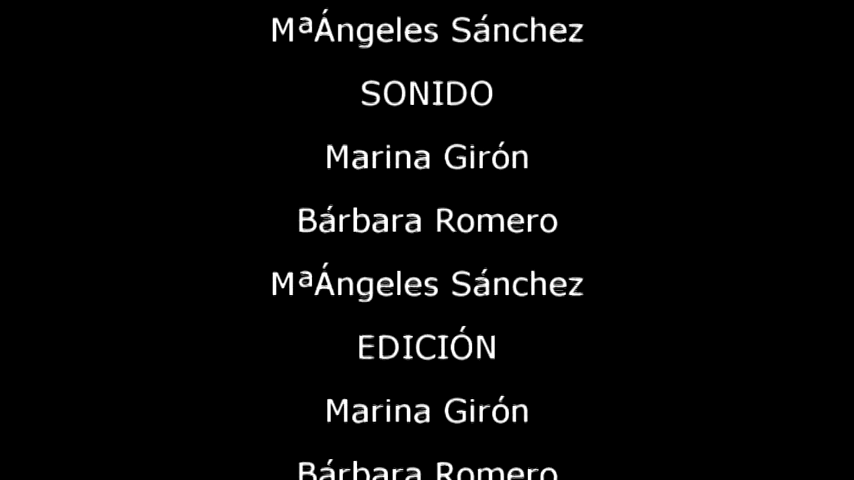 MªÁngeles Sánchez
SONIDO
Marina Girón
Bárbara Romero
MªÁngeles Sánchez
EDICIÓN
Marina Girón
Bárbara Romero